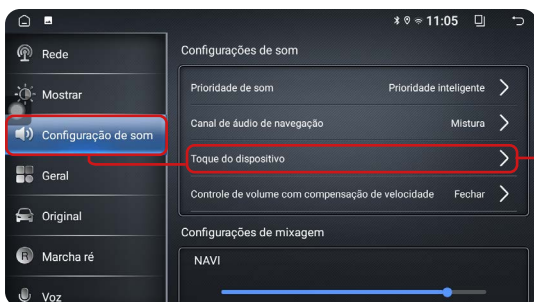 11:05
Rede
Mostrar
Configuração de som
Geral
Original
R Marcha ré
Voz
Configurações de som
Prioridade de som Prioridade inteligente
Canal de áudio de navegação Mistura
Toque do dispositivo
Controle de volume com compensação de velocidade Fechar
Configurações de mixagem
NAVI